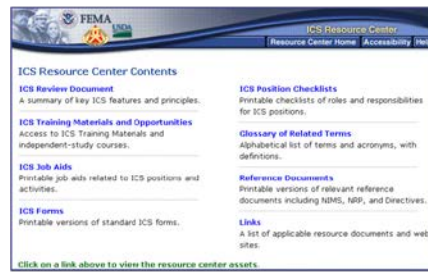 FEMA
USDA
ICS Resource Center
Resource Center Home Accessibility
ICS Resource Center Contents
ICS Review Document
A summary of key ICS features and principles.
ICS Training Materials and Opportunities
Access to ICS Training Materials and
independent-study courses.
ICS Job Aids
Printable job aids related to ICS positions and
activities.
ICS Forms
Printable versions of standard ICS forms.
ICS Position Checklists
Printable checklists of roles and responsibilities
for ICS positions.
Glossary of Related Terms
Alphabetical list of terms and acronyms, with
definitions.
Reference Documents
Printable versions of relevant reference
documents including NIMS, NRP, and Directives.
Links
A list of applicable resource documents and web
sites.
Click on a link above to view the resource center assets.